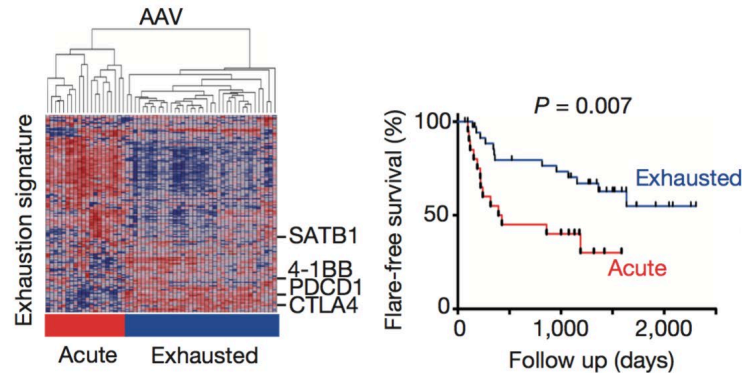 AAV
Exhaustion signature
SATB1
4-1BB
PDCD1
CTLA4
Acute
Exhausted
P = 0.007
Flare-free survival (%)
100
50
0
Exhausted
Acute
0
1,000
2,000
Follow up (days)